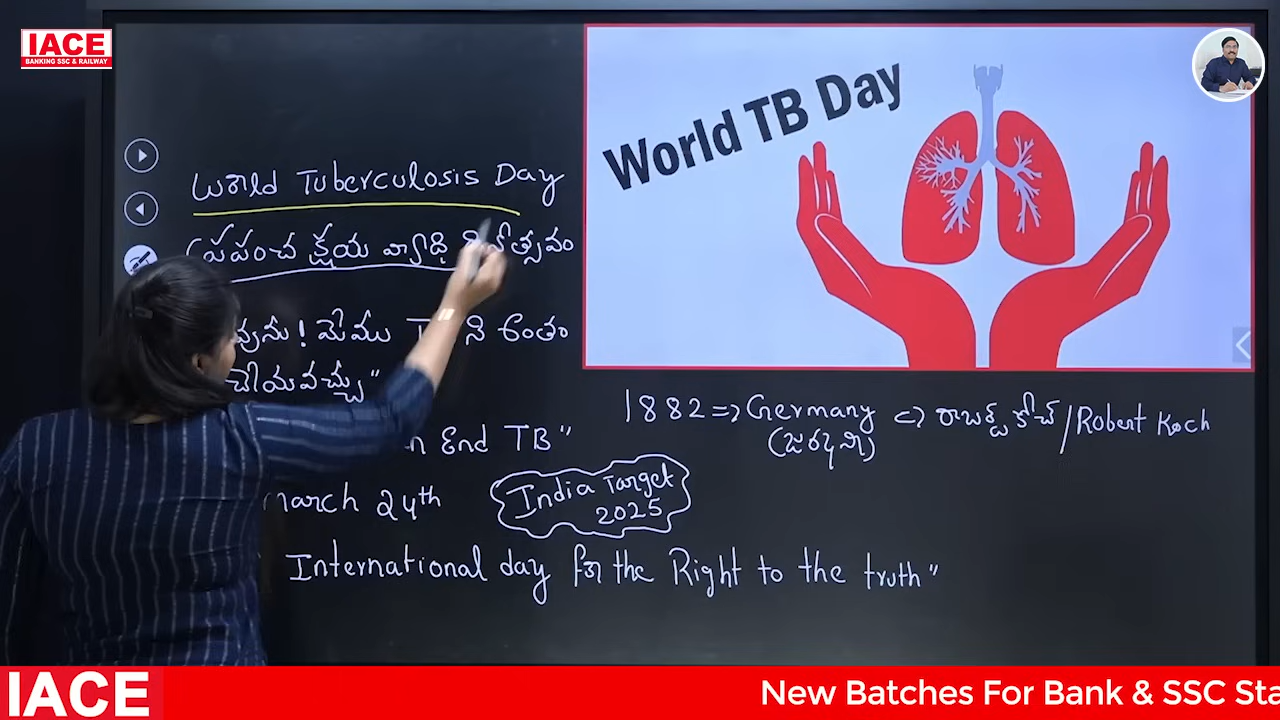 IACE
BANKING SSC & RAILWAY
World TB Day
World Tuberculosis Day
ప్రపంచ క్షయ వ్యాధి
వును! మేము ని అంతం
చేయవచ్చు"
1882 => Germany => రాబర్ట్ కోచ్ / Robert Koch
(జర్మని)
n End TB"
March 24th
India Target
2025
International day for the Right to the truth"
IACE
New Batches For Bank & SSC Sta